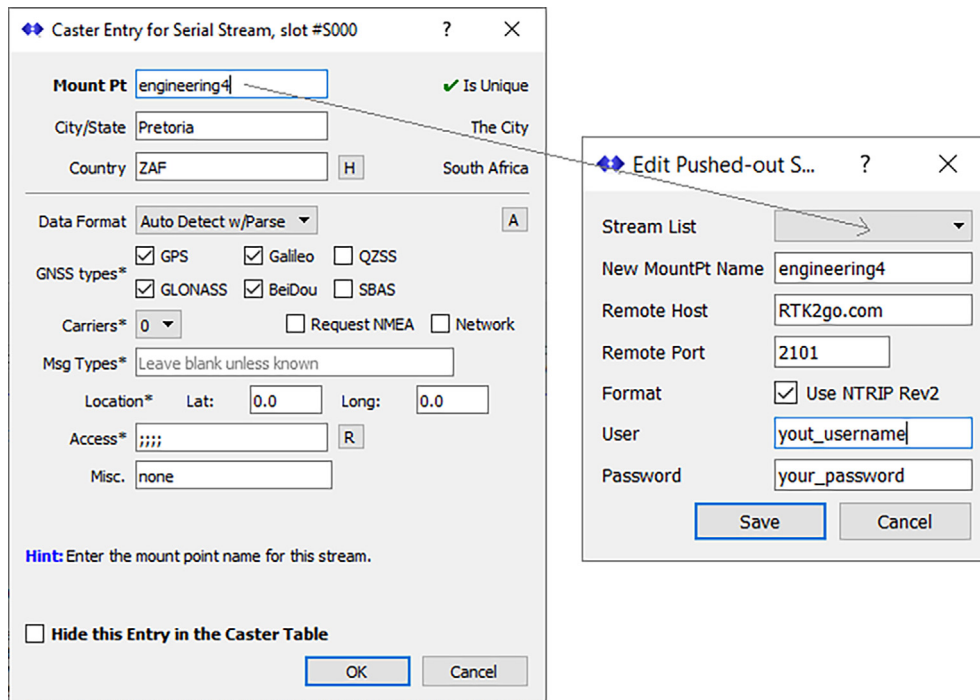 Caster Entry for Serial Stream, slot #S000 ? ×
Mount Pt engineering4 ✔ Is Unique
City/State Pretoria The City
Country ZAF H South Africa
Data Format Auto Detect w/Parse A
GNSS types* GPS Galileo QZSS
GLONASS BeiDou SBAS
Carriers* 0 Request NMEA Network
Msg Types* Leave blank unless known
Location* Lat: 0.0 Long: 0.0
Access* ;;;; R
Misc. none
Hint: Enter the mount point name for this stream.
Hide this Entry in the Caster Table
OK Cancel
Edit Pushed-out S... ? ×
Stream List
New MountPt Name engineering4
Remote Host RTK2go.com
Remote Port 2101
Format Use NTRIP Rev2
User yout_username
Password your_password
Save Cancel